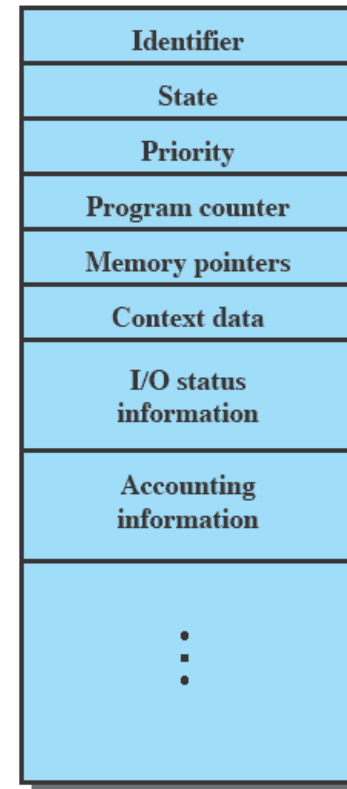 Identifier
State
Priority
Program counter
Memory pointers
Context data
I/O status
information
Accounting
information